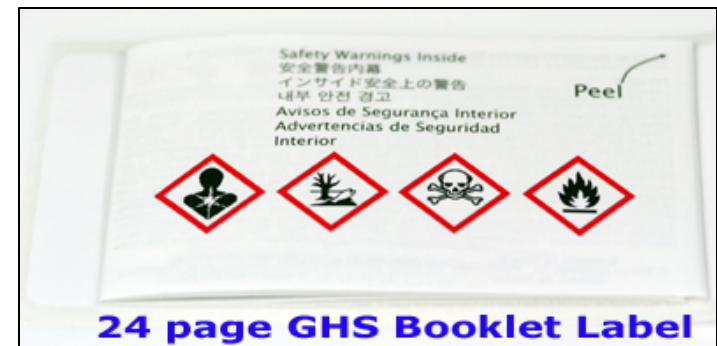 Safety Warnings Inside
安全警告内幕
インサイド安全上の警告
내부 안전 경고
Avisos de Segurança Interior
Advertencias de Seguridad
Interior
Peel
24 page GHS Booklet Label